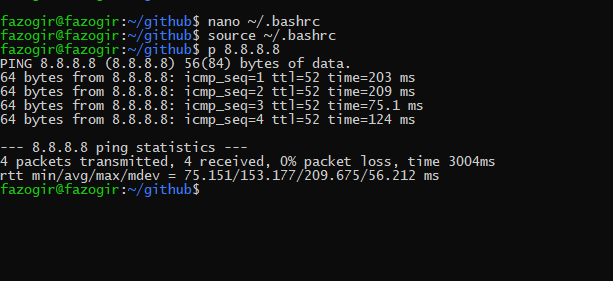 fazogir@fazogir:~/github$ nano ~/.bashrc
fazogir@fazogir:~/github$ source ~/.bashrc
fazogir@fazogir:~/github$ p 8.8.8.8
PING 8.8.8.8 (8.8.8.8) 56(84) bytes of data.
64 bytes from 8.8.8.8: icmp_seq=1 ttl=52 time=203 ms
64 bytes from 8.8.8.8: icmp_seq=2 ttl=52 time=209 ms
64 bytes from 8.8.8.8: icmp_seq=3 ttl=52 time=75.1 ms
64 bytes from 8.8.8.8: icmp_seq=4 ttl=52 time=124 ms

--- 8.8.8.8 ping statistics ---
4 packets transmitted, 4 received, 0% packet loss, time 3004ms
rtt min/avg/max/mdev = 75.151/153.177/209.675/56.212 ms
fazogir@fazogir:~/github$